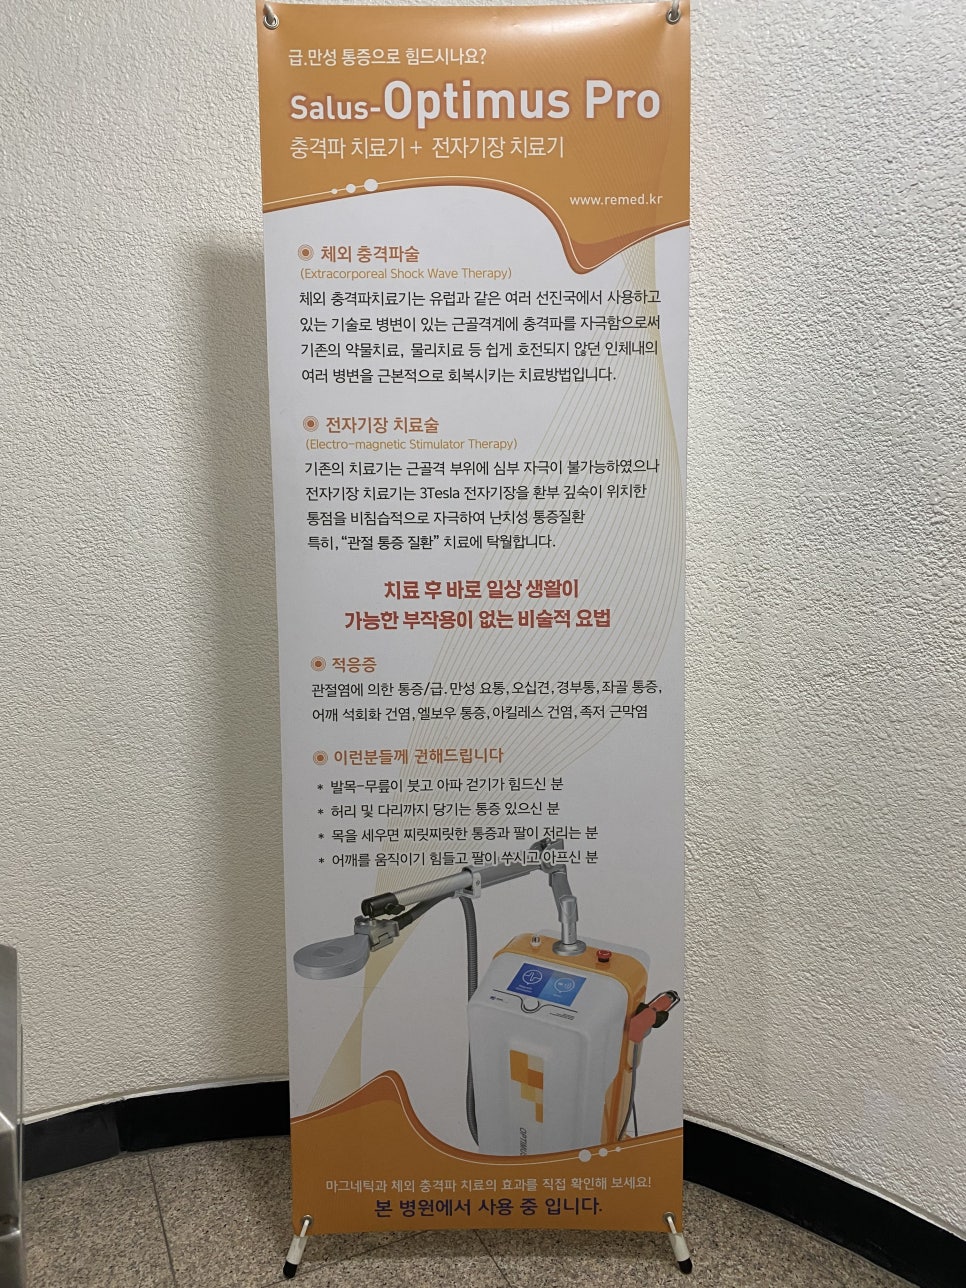 급.만성 통증으로 힘드시나요?
Salus-Optimus Pro
충격파 치료기 + 전자기장 치료기
www.remed.kr
체외 충격파술
(Extracorporeal Shock Wave Therapy)
체외 충격파치료기는 유럽과 같은 여러 선진국에서 사용하고
있는 기술로 병변이 있는 근골격계에 충격파를 자극함으로써
기존의 약물치료, 물리치료 등 쉽게 호전되지 않던 인체내의
여러 병변을 근본적으로 회복시키는 치료방법입니다.
전자기장 치료술
(Electro-magnetic Stimulator Therapy)
기존의 치료기는 근골격 부위에 심부 자극이 불가능하였으나
전자기장 치료기는 3Tesla 전자기장을 환부 깊숙이 위치한
통점을 비침습적으로 자극하여 난치성 통증질환
특히, “관절 통증 질환” 치료에 탁월합니다.
치료 후 바로 일상 생활이
가능한 부작용이 없는 비술적 요법
적응증
관절염에 의한 통증/급.만성 요통, 오십견, 경부통, 좌골 통증,
어깨 석회화 건염, 엘보우 통증, 아킬레스 건염, 족저 근막염
이런분들께 권해드립니다
* 발목-무릎이 붓고 아파 걷기가 힘드신 분
* 허리 및 다리까지 당기는 통증 있으신 분
* 목을 세우면 찌릿찌릿한 통증과 팔이 저리는 분
* 어깨를 움직이기 힘들고 팔이 쑤시고 아프신 분
OPTIMUS
마그네틱과 체외 충격파 치료의 효과를 직접 확인해 보세요!
본 병원에서 사용 중 입니다.